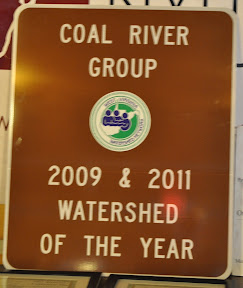 COAL RIVER
GROUP
2009 & 2011
WATERSHED
OF THE YEAR